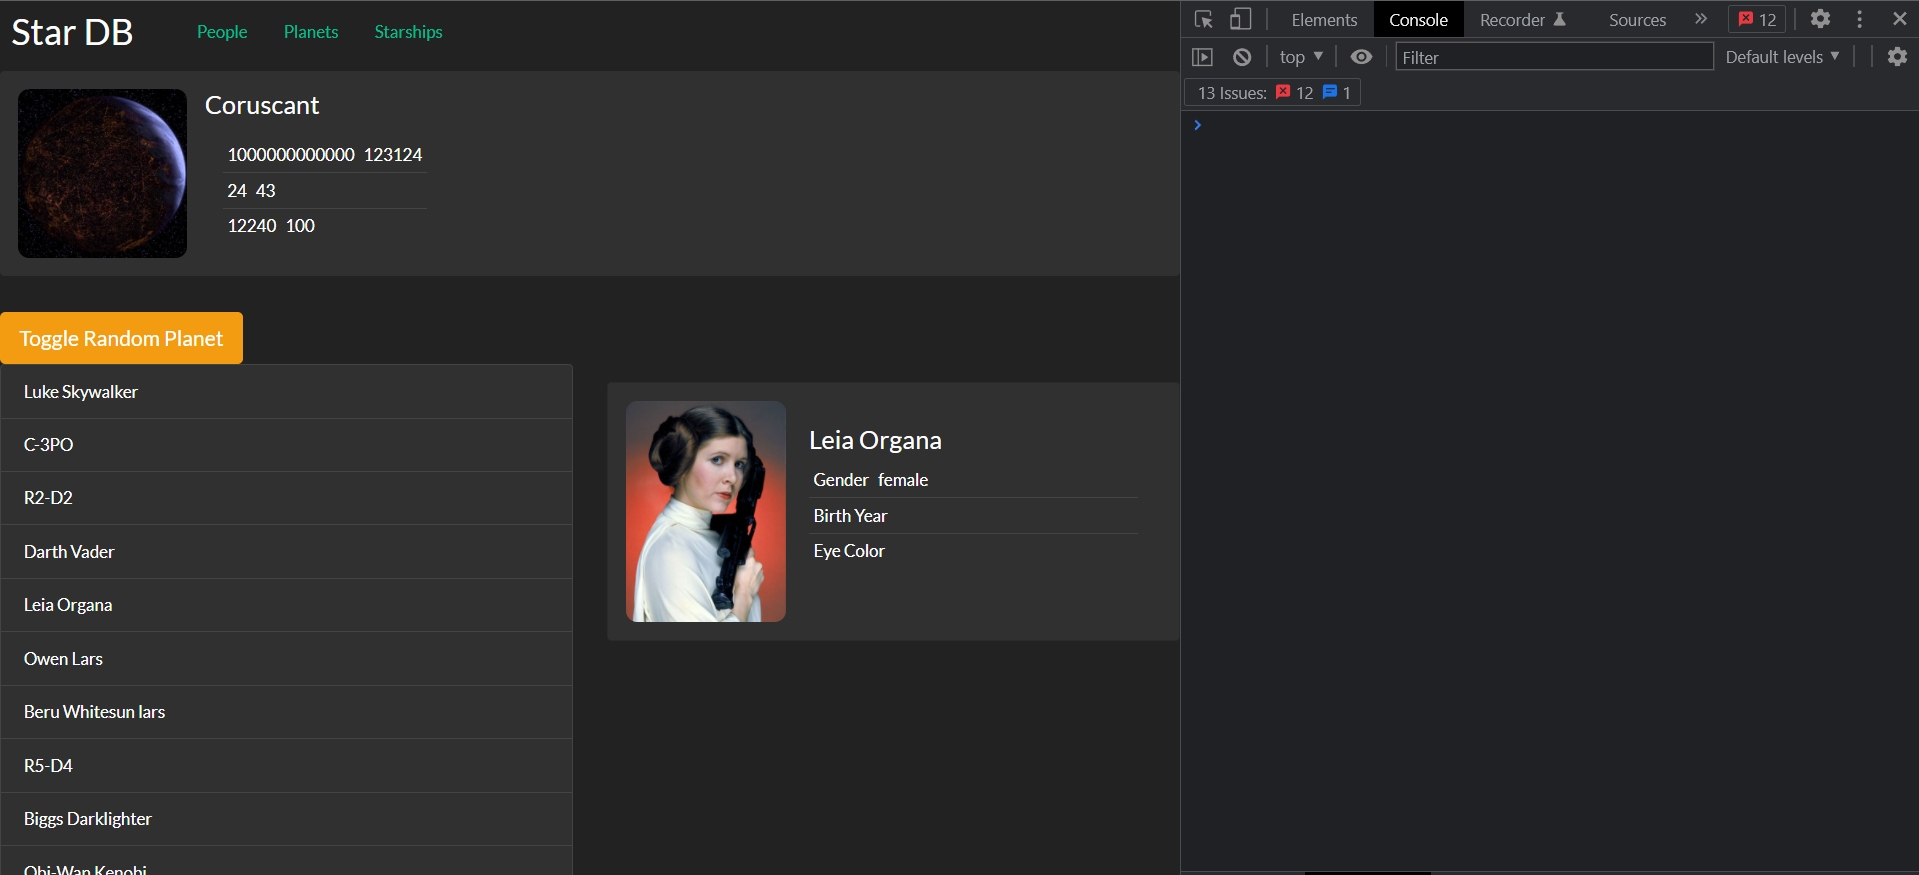 Star DB People Planets Starships
Coruscant
1000000000000 123124
24 43
12240 100
Toggle Random Planet
Luke Skywalker
C-3PO
R2-D2
Darth Vader
Leia Organa
Owen Lars
Beru Whitesun lars
R5-D4
Biggs Darklighter
Obi-Wan Kenobi
Leia Organa
Gender female
Birth Year
Eye Color
Elements Console Recorder Sources » 12
top Filter Default levels
13 Issues: 12 1